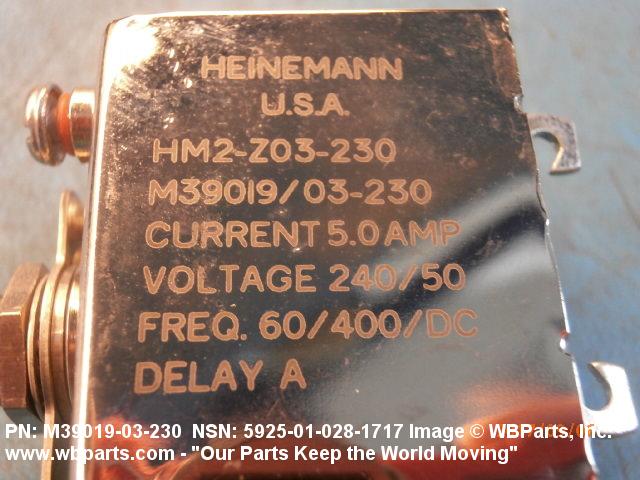 HEINEMANN
U.S.A.
HM2-Z03-230
M39019/03-230
CURRENT 5.0 AMP
VOLTAGE 240/50
FREQ. 60/400/DC
DELAY A
PN: M39019-03-230 NSN: 5925-01-028-1717 Image © WBParts, Inc.
www.wbparts.com - "Our Parts Keep the World Moving"